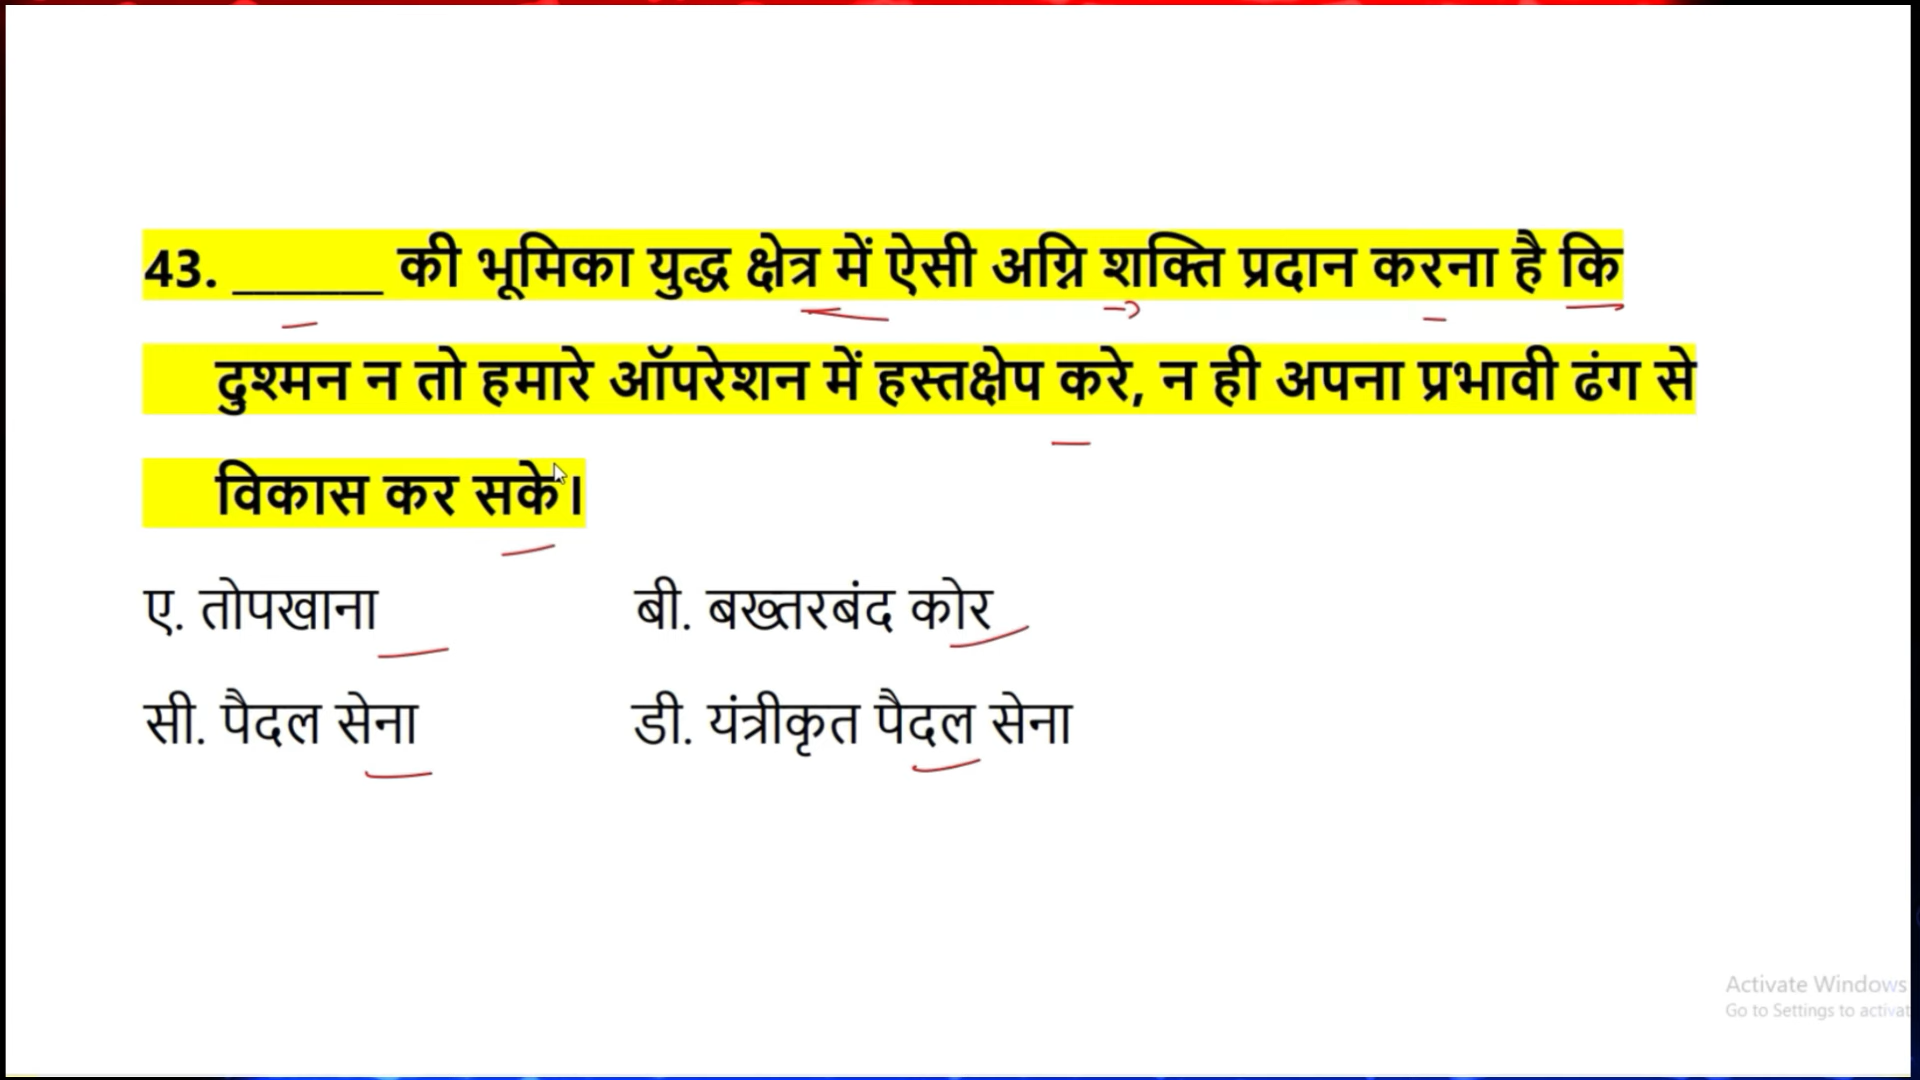 43. ______ की भूमिका युद्ध क्षेत्र में ऐसी अग्नि शक्ति प्रदान करना है कि
दुश्मन न तो हमारे ऑपरेशन में हस्तक्षेप करे, न ही अपना प्रभावी ढंग से
विकास कर सके।
ए. तोपखाना बी. बख्तरबंद कोर
सी. पैदल सेना डी. यंत्रीकृत पैदल सेना
Activate Windows
Go to Settings to activat